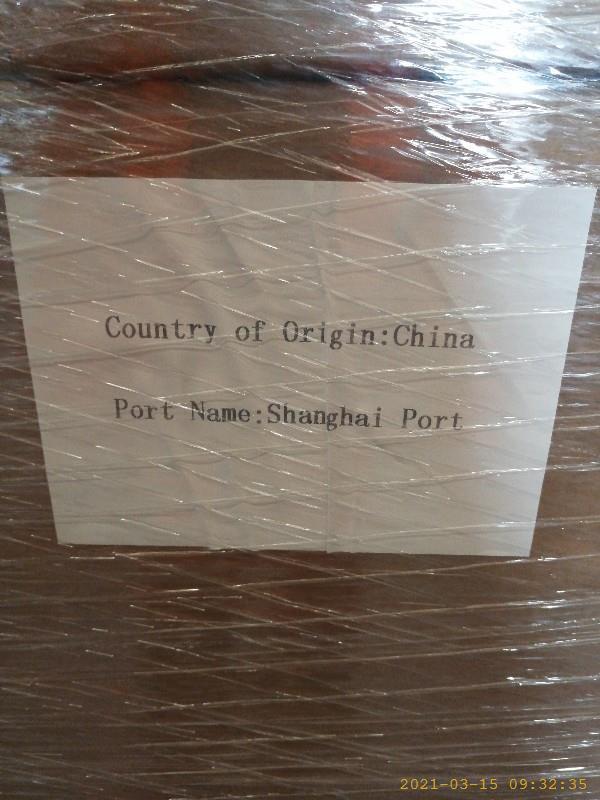 Country of Origin:China
Port Name:Shanghai Port
2021-03-15 09:32:35